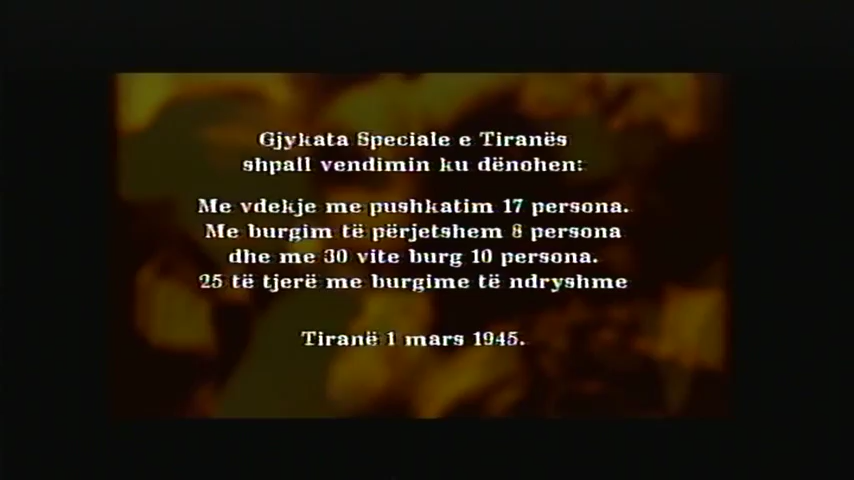 Gjykata Speciale e Tiranës
shpall vendimin ku dënohen:
Me vdekje me pushkatim 17 persona.
Me burgim të përjetshem 8 persona
dhe me 30 vite burg 10 persona.
25 të tjerë me burgime të ndryshme
Tiranë 1 mars 1945.